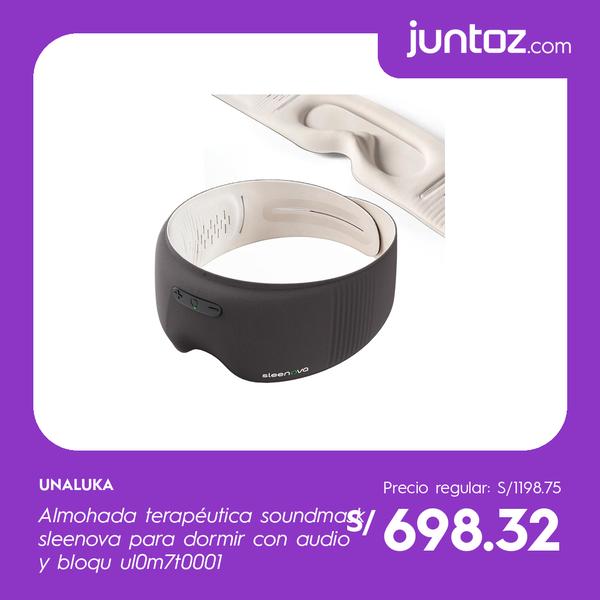 juntoz.com
sleenova
UNALUKA
Precio regular: S/1198.75
Almohada terapéutica soundmask
S/ 698.32
sleenova para dormir con audio
y bloqu ul0m7t0001